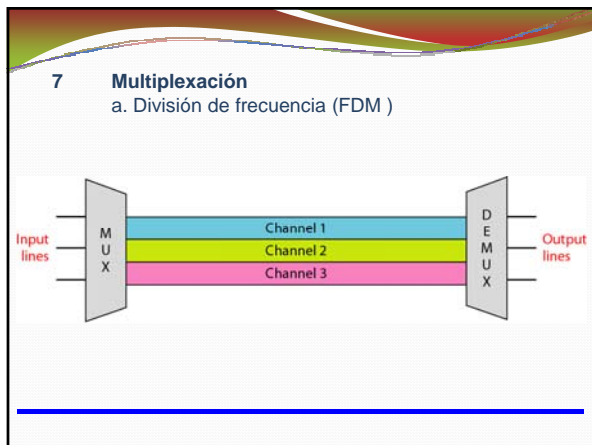 7 Multiplexación
a. División de frecuencia (FDM )
Input
lines
M
U
X
Channel 1
Channel 2
Channel 3
D
E
M
U
X
Output
lines